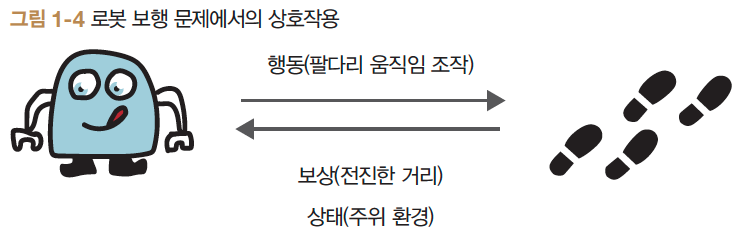 그림 1-4 로봇 보행 문제에서의 상호작용
행동(팔다리 움직임 조작)
보상(전진한 거리)
상태(주위 환경)